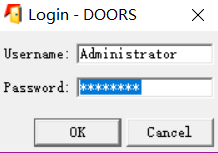 Login - DOORS
Username: Administrator
Password: ********
OK Cancel